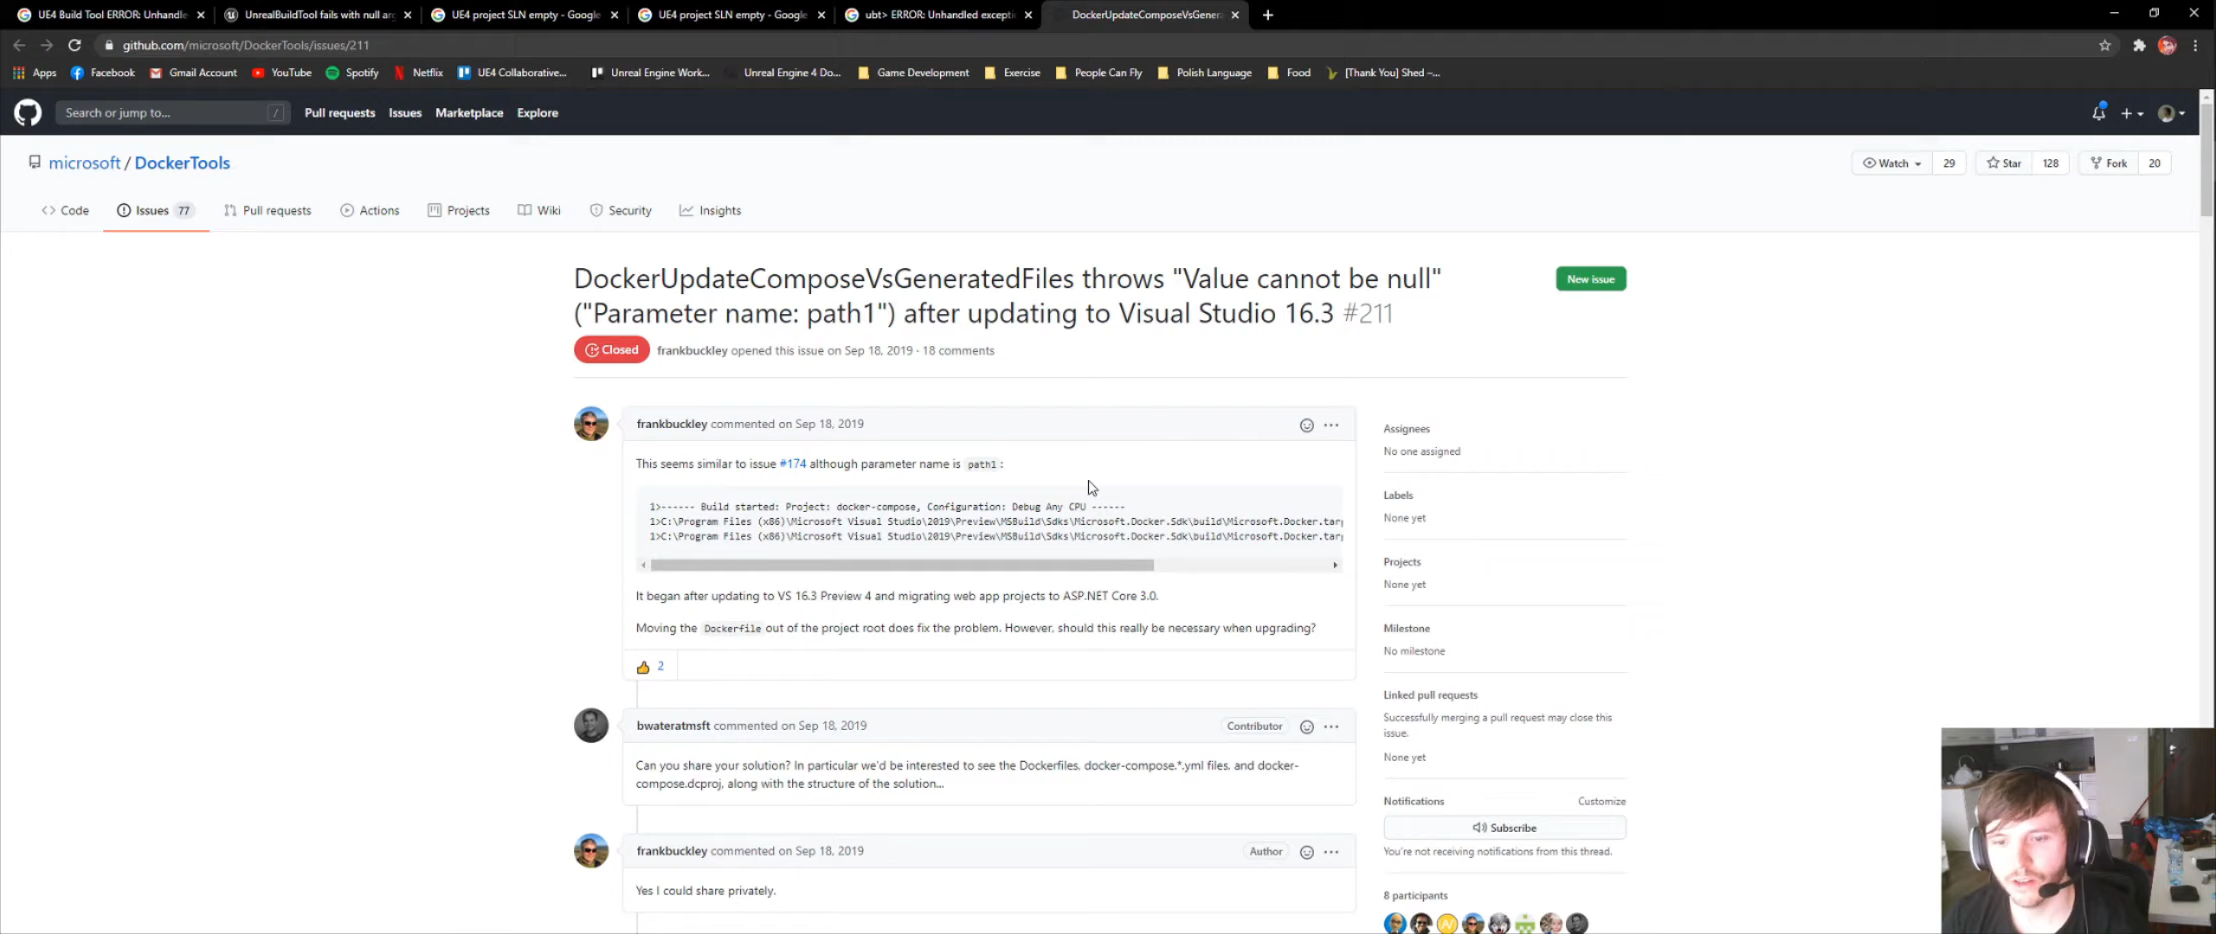 UE4 Build Tool ERROR: Unhandle
UnrealBuildTool fails with null arg
UE4 project SLN empty - Google
UE4 project SLN empty - Google
ubt> ERROR: Unhandled excepti
DockerUpdateComposeVsGenera
github.com/microsoft/DockerTools/issues/211
Apps
Facebook
Gmail Account
YouTube
Spotify
Netflix
UE4 Collaborative...
Unreal Engine Work...
Unreal Engine 4 Do...
Game Development
Exercise
People Can Fly
Polish Language
Food
[Thank You] Shed –...
Search or jump to...
/
Pull requests
Issues
Marketplace
Explore
microsoft / DockerTools
Watch 29
Star 128
Fork 20
Code
Issues 77
Pull requests
Actions
Projects
Wiki
Security
Insights
DockerUpdateComposeVsGeneratedFiles throws "Value cannot be null"
("Parameter name: path1") after updating to Visual Studio 16.3 #211
New issue
Closed
frankbuckley opened this issue on Sep 18, 2019 · 18 comments
frankbuckley commented on Sep 18, 2019
This seems similar to issue #174 although parameter name is path1 :
1>------ Build started: Project: docker-compose, Configuration: Debug Any CPU ------
1>C:\Program Files (x86)\Microsoft Visual Studio\2019\Preview\MSBuild\Sdks\Microsoft.Docker.Sdk\build\Microsoft.Docker.targ
1>C:\Program Files (x86)\Microsoft Visual Studio\2019\Preview\MSBuild\Sdks\Microsoft.Docker.Sdk\build\Microsoft.Docker.targ
It began after updating to VS 16.3 Preview 4 and migrating web app projects to ASP.NET Core 3.0.
Moving the Dockerfile out of the project root does fix the problem. However, should this really be necessary when upgrading?
2
bwateratmsft commented on Sep 18, 2019
Contributor
Can you share your solution? In particular we'd be interested to see the Dockerfiles, docker-compose.*.yml files, and docker-
compose.dcproj, along with the structure of the solution...
frankbuckley commented on Sep 18, 2019
Author
Yes I could share privately.
Assignees
No one assigned
Labels
None yet
Projects
None yet
Milestone
No milestone
Linked pull requests
Successfully merging a pull request may close this
issue.
None yet
Notifications
Customize
Subscribe
You're not receiving notifications from this thread.
8 participants